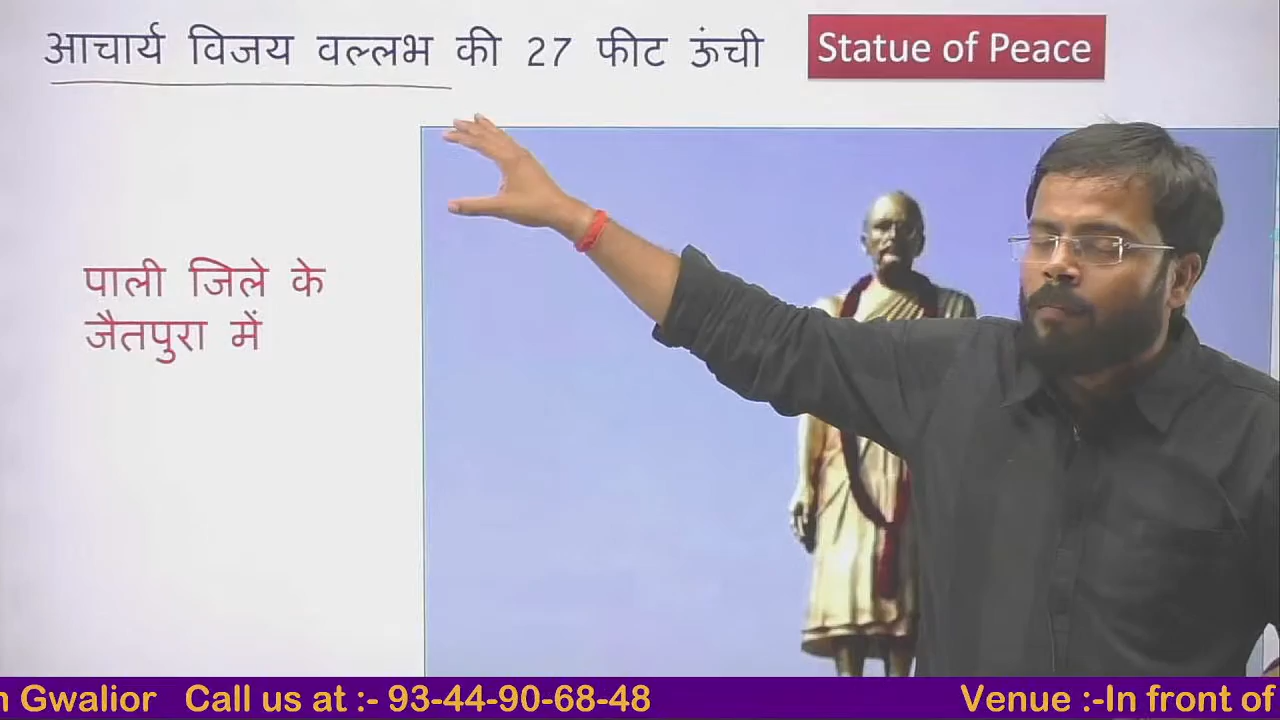 आचार्य विजय वल्लभ की 27 फीट ऊंची Statue of Peace
पाली जिले के
जैतपुरा में
Gwalior Call us at :- 93-44-90-68-48 Venue :-In front of